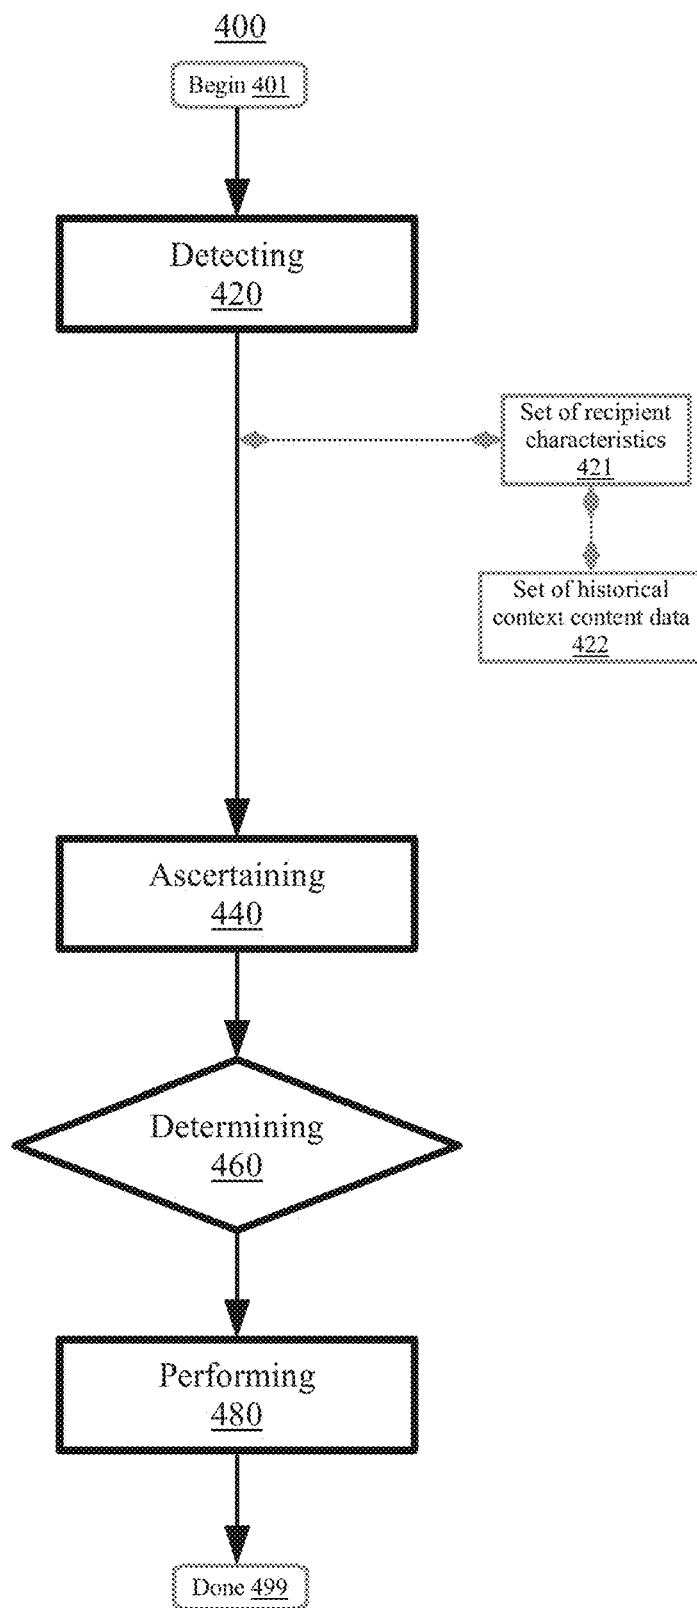 400
Begin 401
Detecting
420
Set of recipient
characteristics
421
Set of historical
context content data
422
Ascertaining
440
Determining
460
Performing
480
Done 499